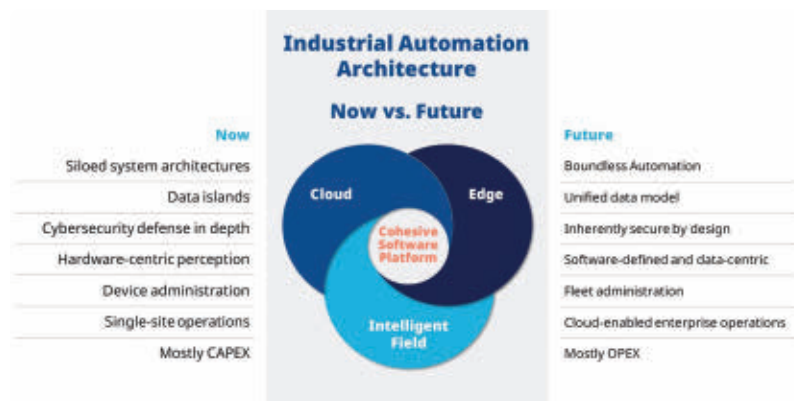 Industrial Automation
Architecture
Now vs. Future
Now
Siloed system architectures
Data islands
Cybersecurity defense in depth
Hardware-centric perception
Device administration
Single-site operations
Mostly CAPEX
Cloud
Edge
Cohesive
Software
Platform
Intelligent
Field
Future
Boundless Automation
Unified data model
Inherently secure by design
Software-defined and data-centric
Fleet administration
Cloud-enabled enterprise operations
Mostly OPEX